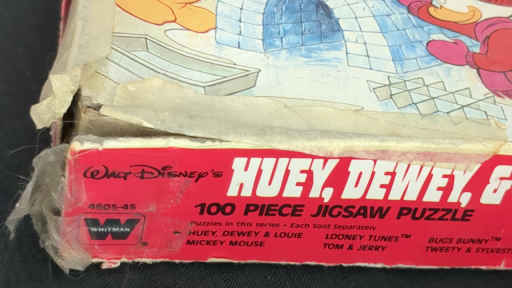 Walt Disney's HUEY, DEWEY, &
4605-45
100 PIECE JIGSAW PUZZLE
W
WHITMAN
Puzzles in this series - Each Sold Separately
HUEY, DEWEY & LOUIE LOONEY TUNES™ BUGS BUNNY™
MICKEY MOUSE TOM & JERRY TWEETY & SYLVEST